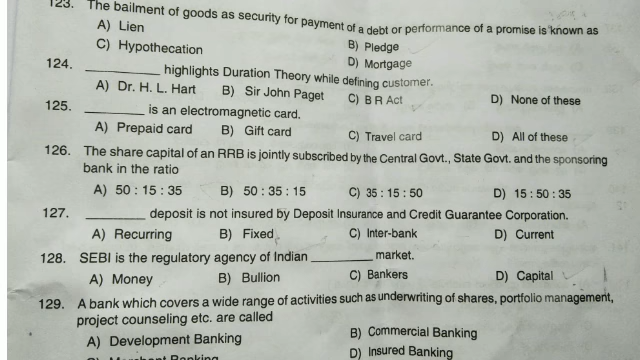 123. The bailment of goods as security for payment of a debt or performance of a promise is known as
A) Lien B) Pledge
C) Hypothecation D) Mortgage
124. ________ highlights Duration Theory while defining customer.
A) Dr. H. L. Hart B) Sir John Paget C) B R Act D) None of these
125. ________ is an electromagnetic card.
A) Prepaid card B) Gift card C) Travel card D) All of these
126. The share capital of an RRB is jointly subscribed by the Central Govt., State Govt. and the sponsoring
bank in the ratio
A) 50 : 15 : 35 B) 50 : 35 : 15 C) 35 : 15 : 50 D) 15 : 50 : 35
127. ________ deposit is not insured by Deposit Insurance and Credit Guarantee Corporation.
A) Recurring B) Fixed C) Inter-bank D) Current
128. SEBI is the regulatory agency of Indian ________ market.
A) Money B) Bullion C) Bankers D) Capital
129. A bank which covers a wide range of activities such as underwriting of shares, portfolio management,
project counseling etc. are called
A) Development Banking B) Commercial Banking
C) Merchant Banking D) Insured Banking